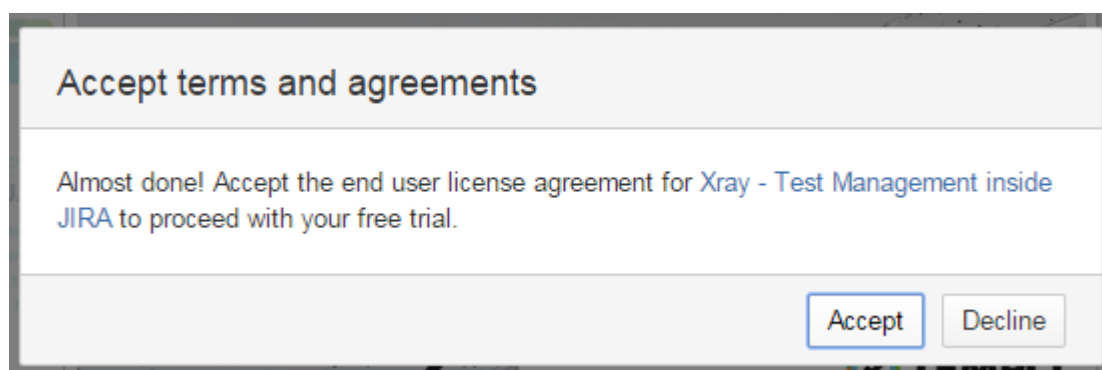 Accept terms and agreements
Almost done! Accept the end user license agreement for Xray - Test Management inside
JIRA to proceed with your free trial.
Accept Decline